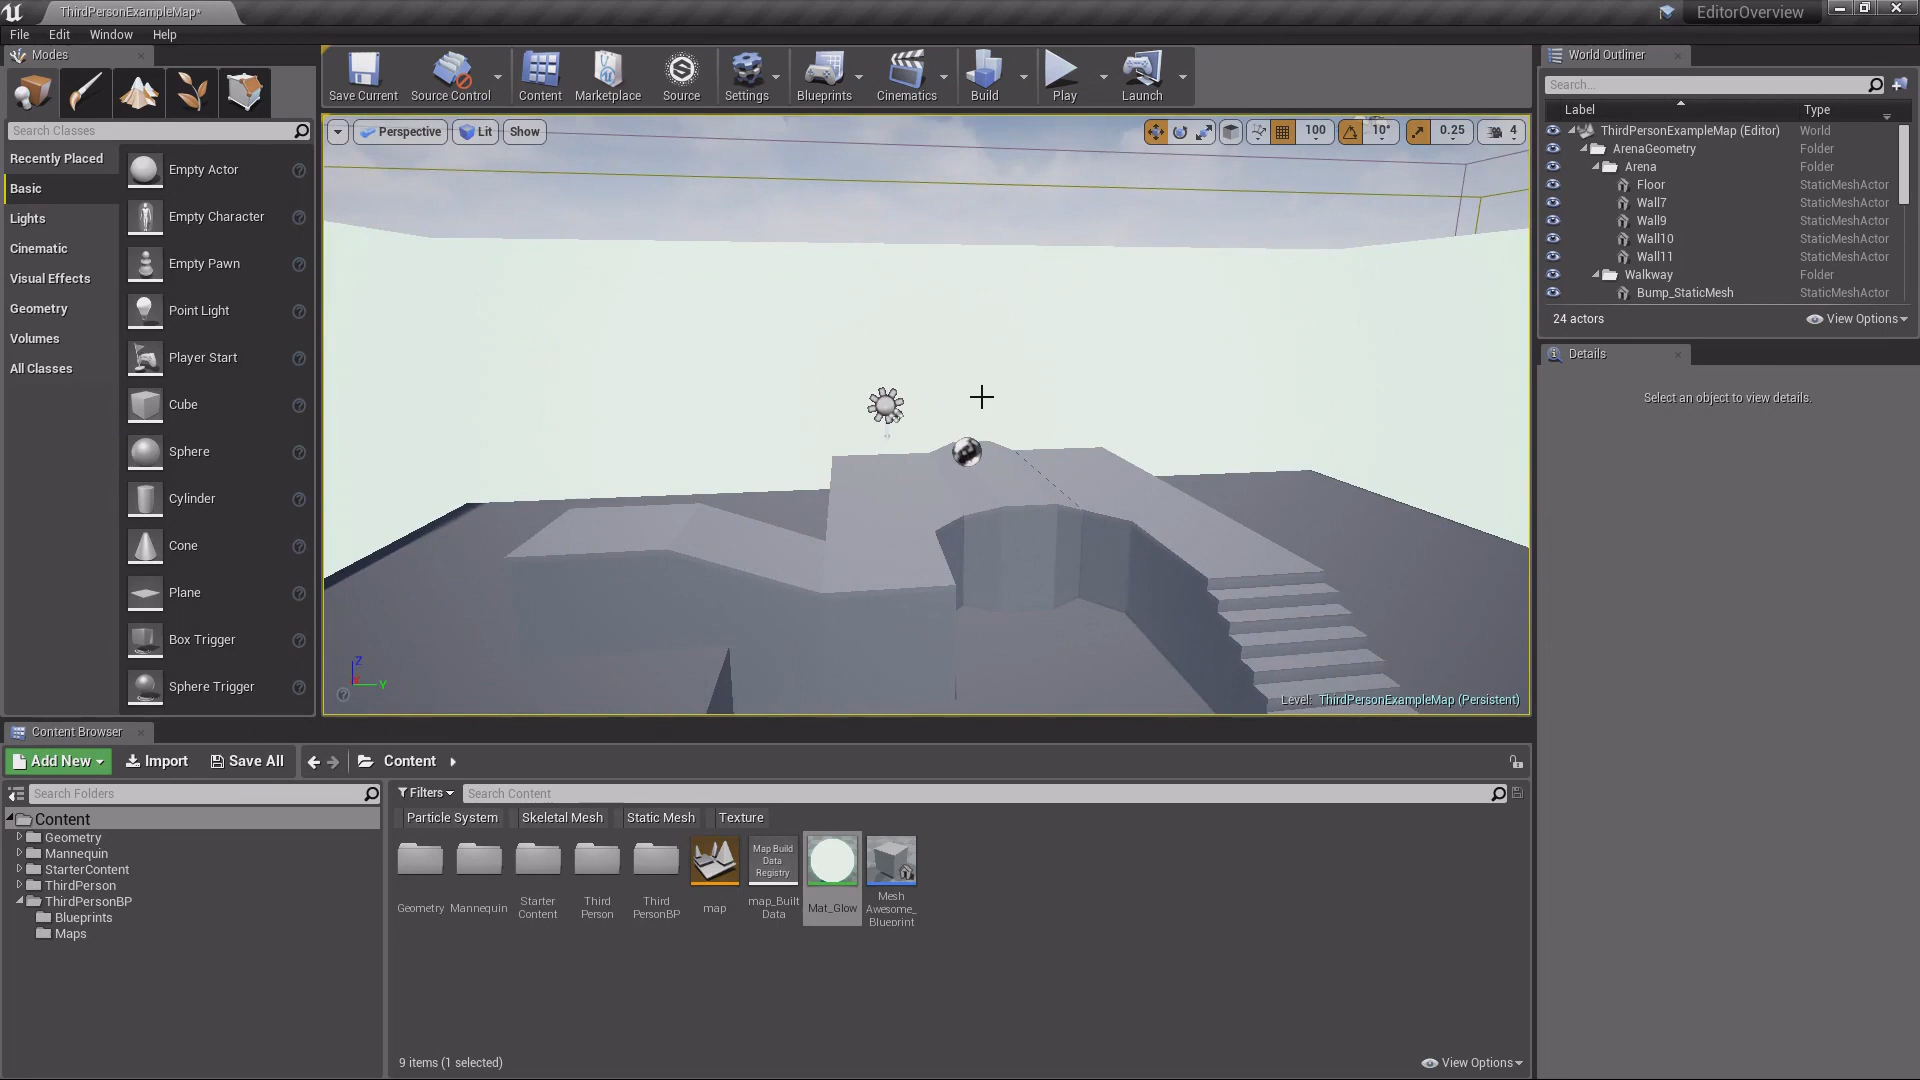 ThirdPersonExampleMap*
EditorOverview
File Edit Window Help
Modes
Search Classes
Recently Placed
Basic
Lights
Cinematic
Visual Effects
Geometry
Volumes
All Classes
Empty Actor
Empty Character
Empty Pawn
Point Light
Player Start
Cube
Sphere
Cylinder
Cone
Plane
Box Trigger
Sphere Trigger
Save Current
Source Control
Content
Marketplace
Source
Settings
Blueprints
Cinematics
Build
Play
Launch
Perspective
Lit
Show
100
10°
0.25
4
Z
Y
Level: ThirdPersonExampleMap (Persistent)
World Outliner
Search...
Label Type
ThirdPersonExampleMap (Editor) World
ArenaGeometry Folder
Arena Folder
Floor StaticMeshActor
Wall7 StaticMeshActor
Wall9 StaticMeshActor
Wall10 StaticMeshActor
Wall11 StaticMeshActor
Walkway Folder
Bump_StaticMesh StaticMeshActor
24 actors
View Options
Details
Select an object to view details.
Content Browser
Add New
Import
Save All
Content
Search Folders
Content
Geometry
Mannequin
StarterContent
ThirdPerson
ThirdPersonBP
Blueprints
Maps
Filters
Search Content
Particle System
Skeletal Mesh
Static Mesh
Texture
Geometry
Mannequin
Starter
Content
Third
Person
Third
PersonBP
map
Map Build
Data
Registry
map_Built
Data
Mat_Glow
Mesh
Awesome_
Blueprint
9 items (1 selected)
View Options